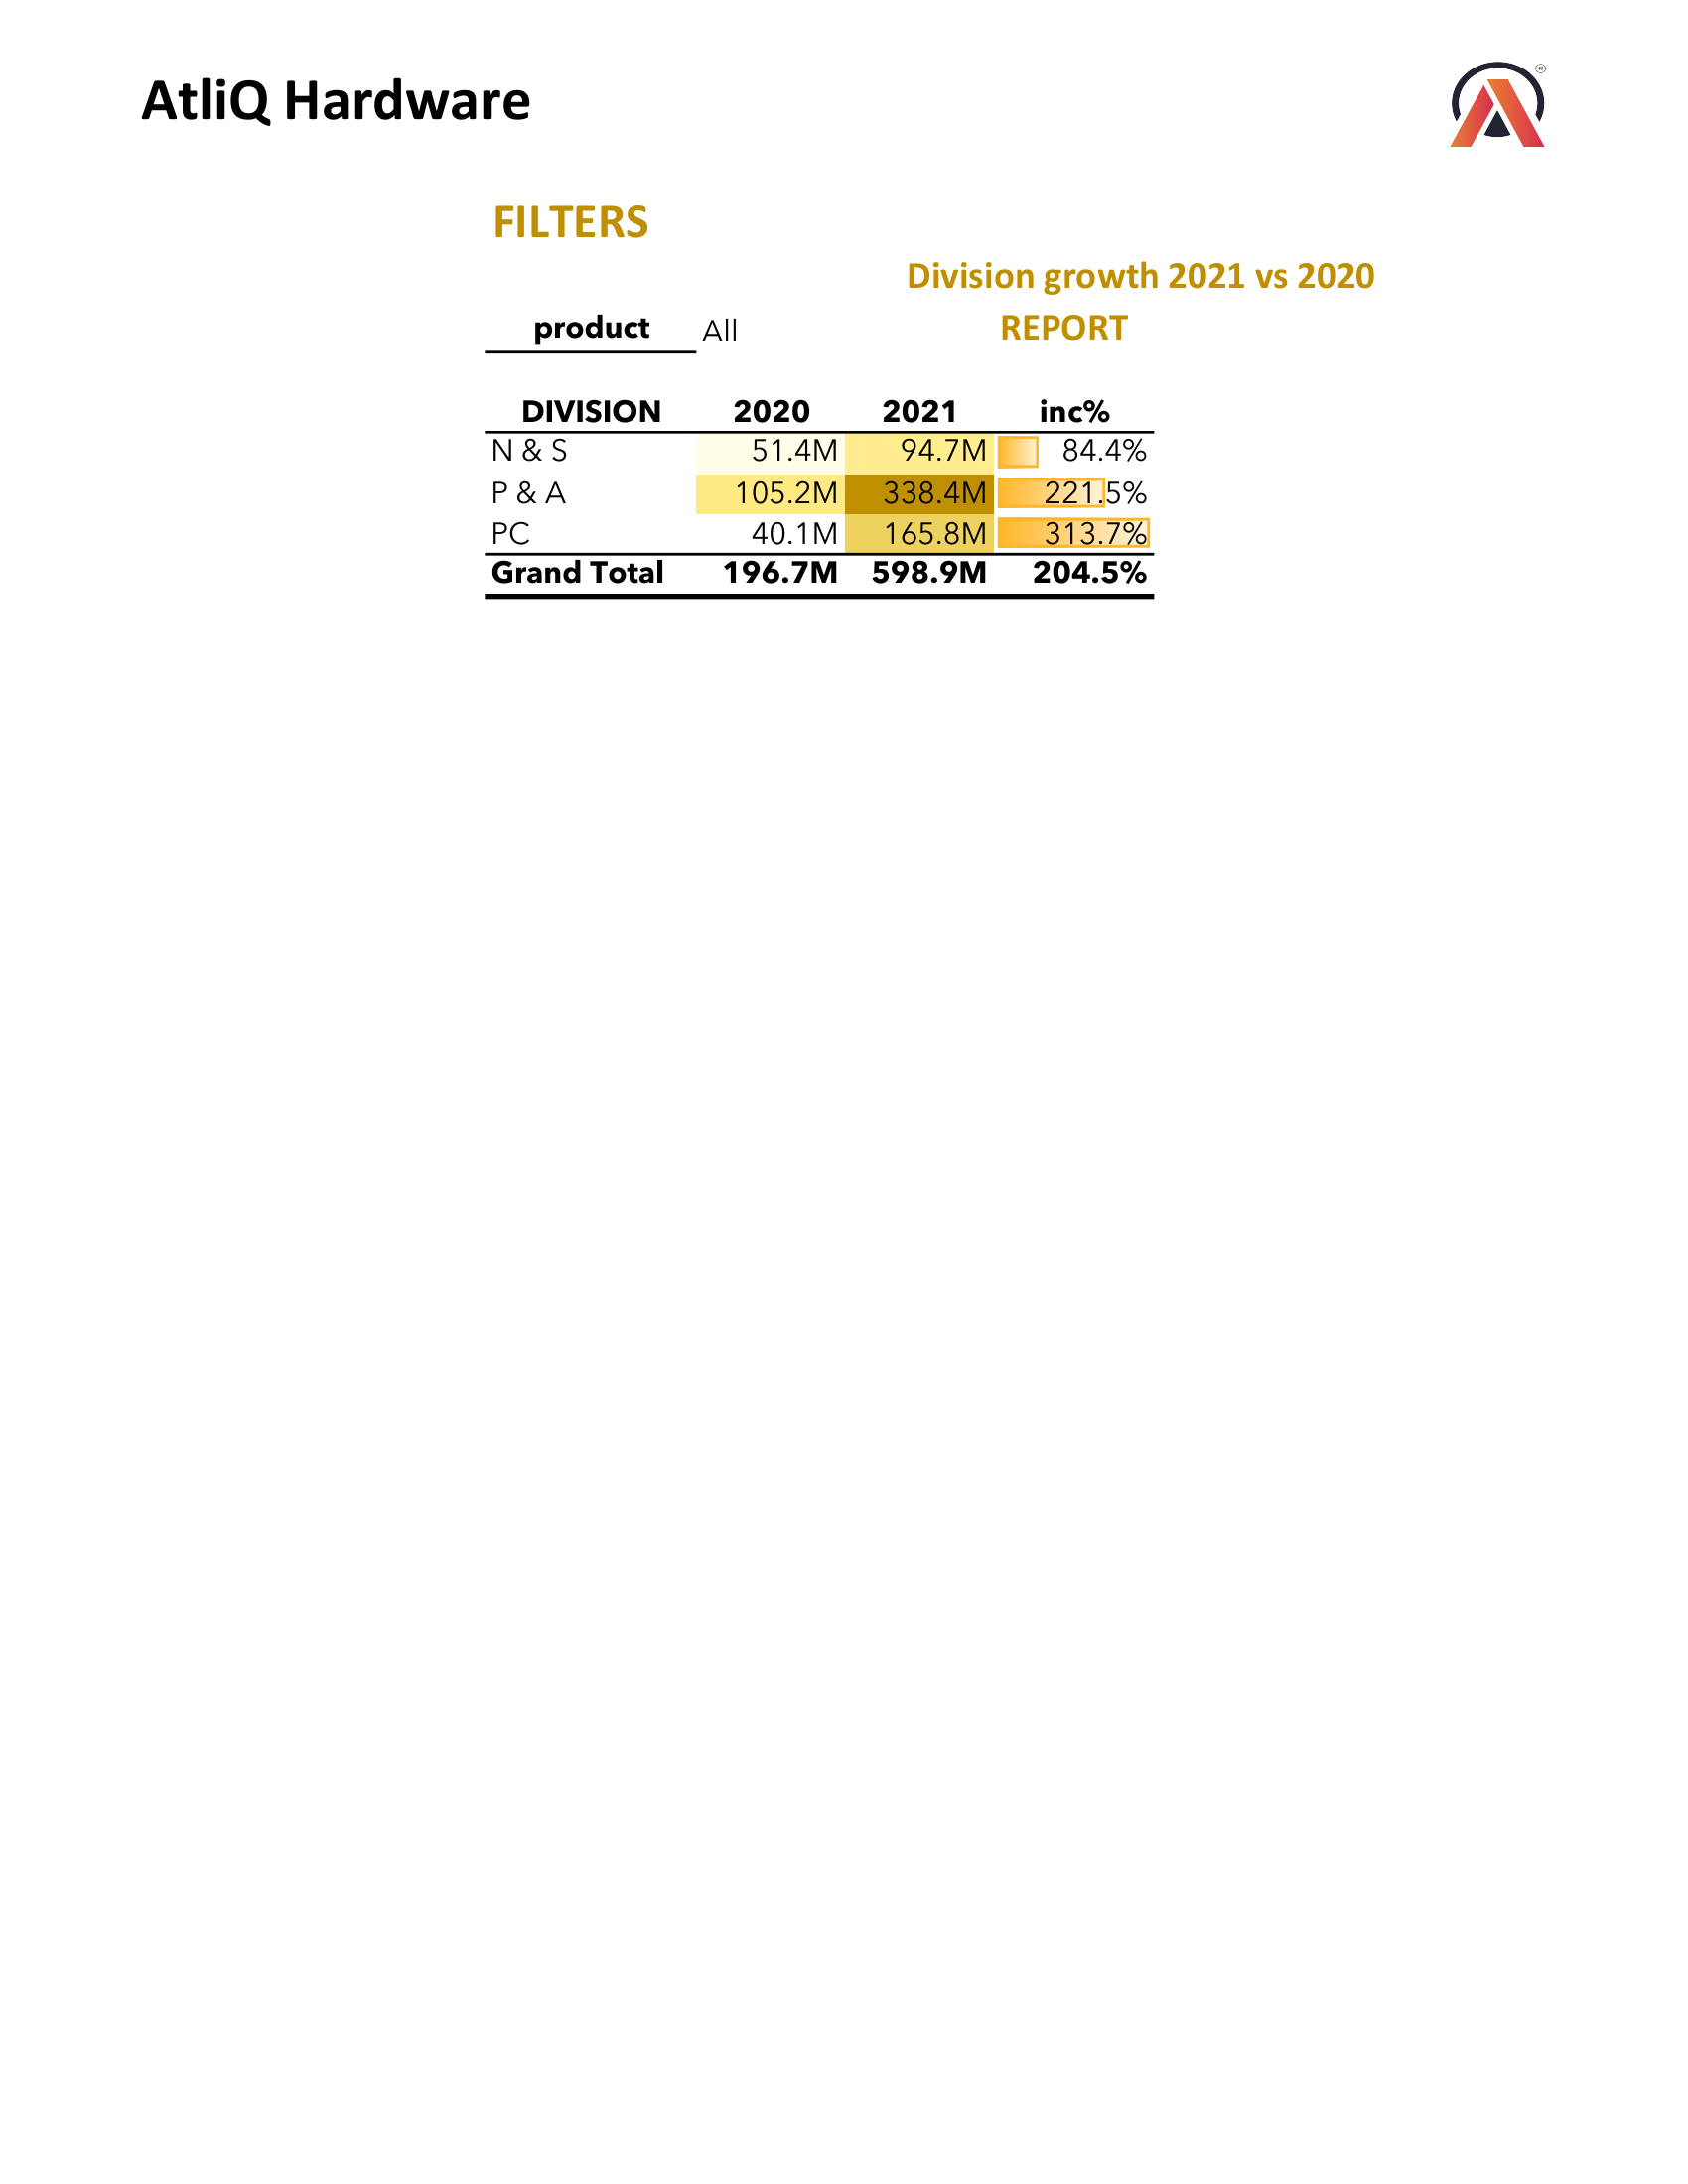 AtliQ Hardware
®
FILTERS
Division growth 2021 vs 2020
product All REPORT
DIVISION 2020 2021 inc%
N & S 51.4M 94.7M 84.4%
P & A 105.2M 338.4M 221.5%
PC 40.1M 165.8M 313.7%
Grand Total 196.7M 598.9M 204.5%